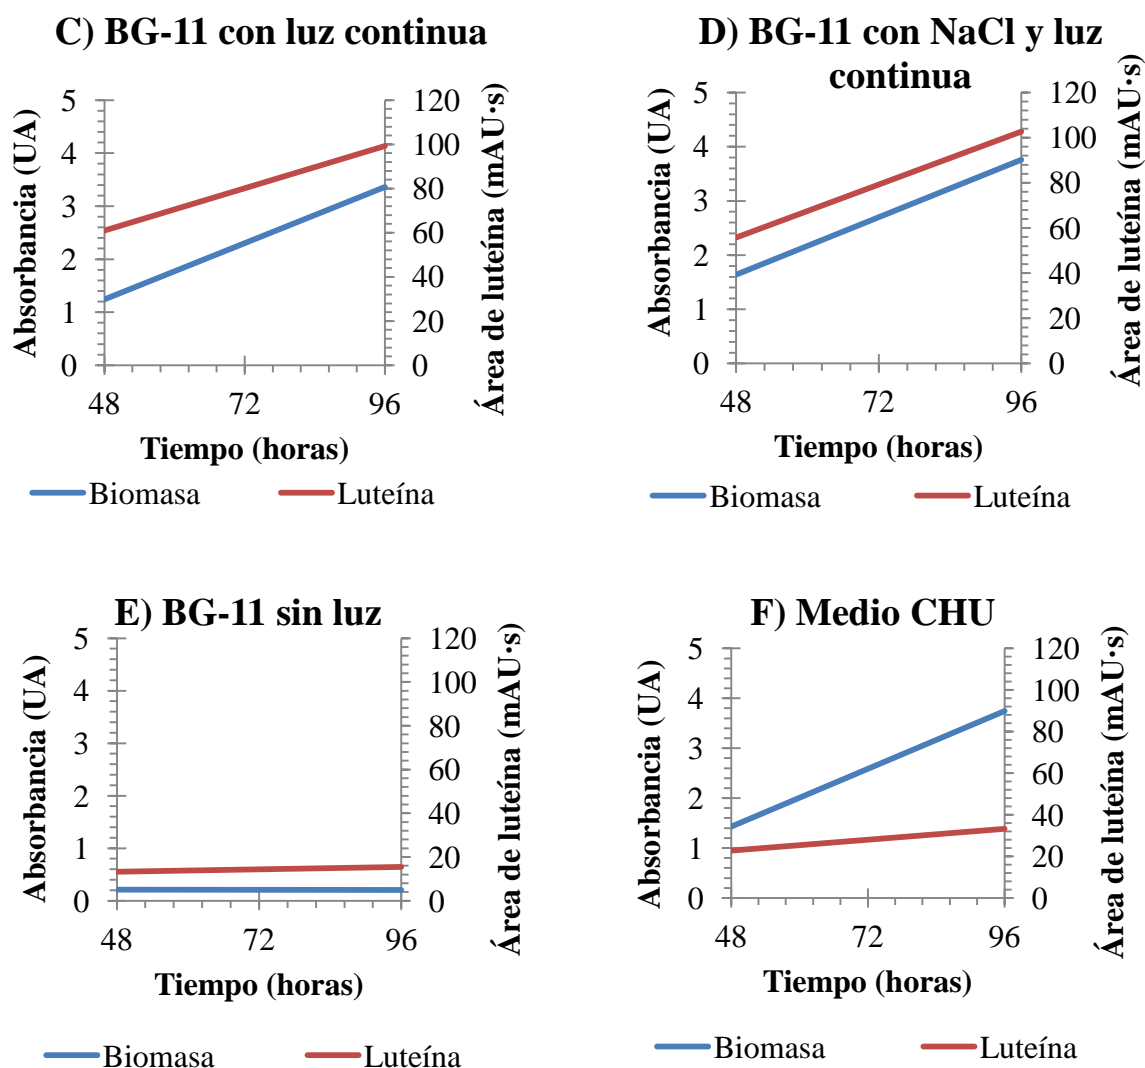 C) BG-11 con luz continua
Absorbancia (UA)
5
4
3
2
1
0
120
100
80
60
40
20
0
Área de luteína (mAU·s)
48 72 96
Tiempo (horas)
Biomasa Luteína
D) BG-11 con NaCl y luz
continua
Absorbancia (UA)
5
4
3
2
1
0
120
100
80
60
40
20
0
Área de luteína (mAU·s)
48 72 96
Tiempo (horas)
Biomasa Luteína
E) BG-11 sin luz
Absorbancia (UA)
5
4
3
2
1
0
120
100
80
60
40
20
0
Área de luteína (mAU·s)
48 72 96
Tiempo (horas)
Biomasa Luteína
F) Medio CHU
Absorbancia (UA)
5
4
3
2
1
0
120
100
80
60
40
20
0
Área de luteína (mAU·s)
48 72 96
Tiempo (horas)
Biomasa Luteína